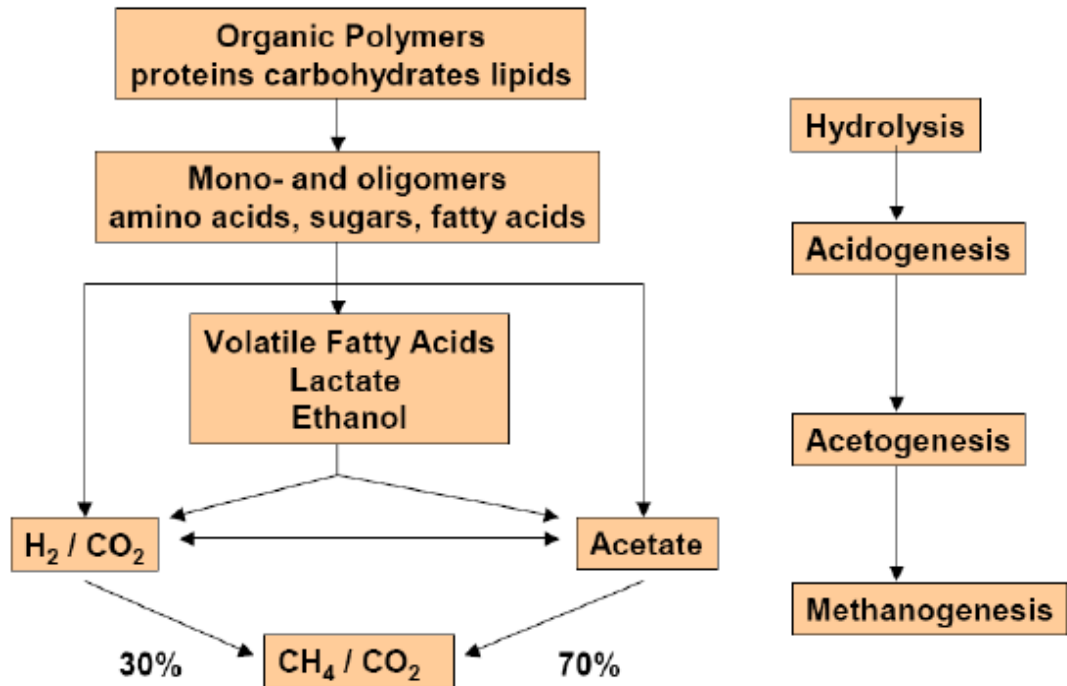 Organic Polymers
proteins carbohydrates lipids
Mono- and oligomers
amino acids, sugars, fatty acids
Volatile Fatty Acids
Lactate
Ethanol
H₂ / CO₂
Acetate
30%
CH₄ / CO₂
70%
Hydrolysis
Acidogenesis
Acetogenesis
Methanogenesis